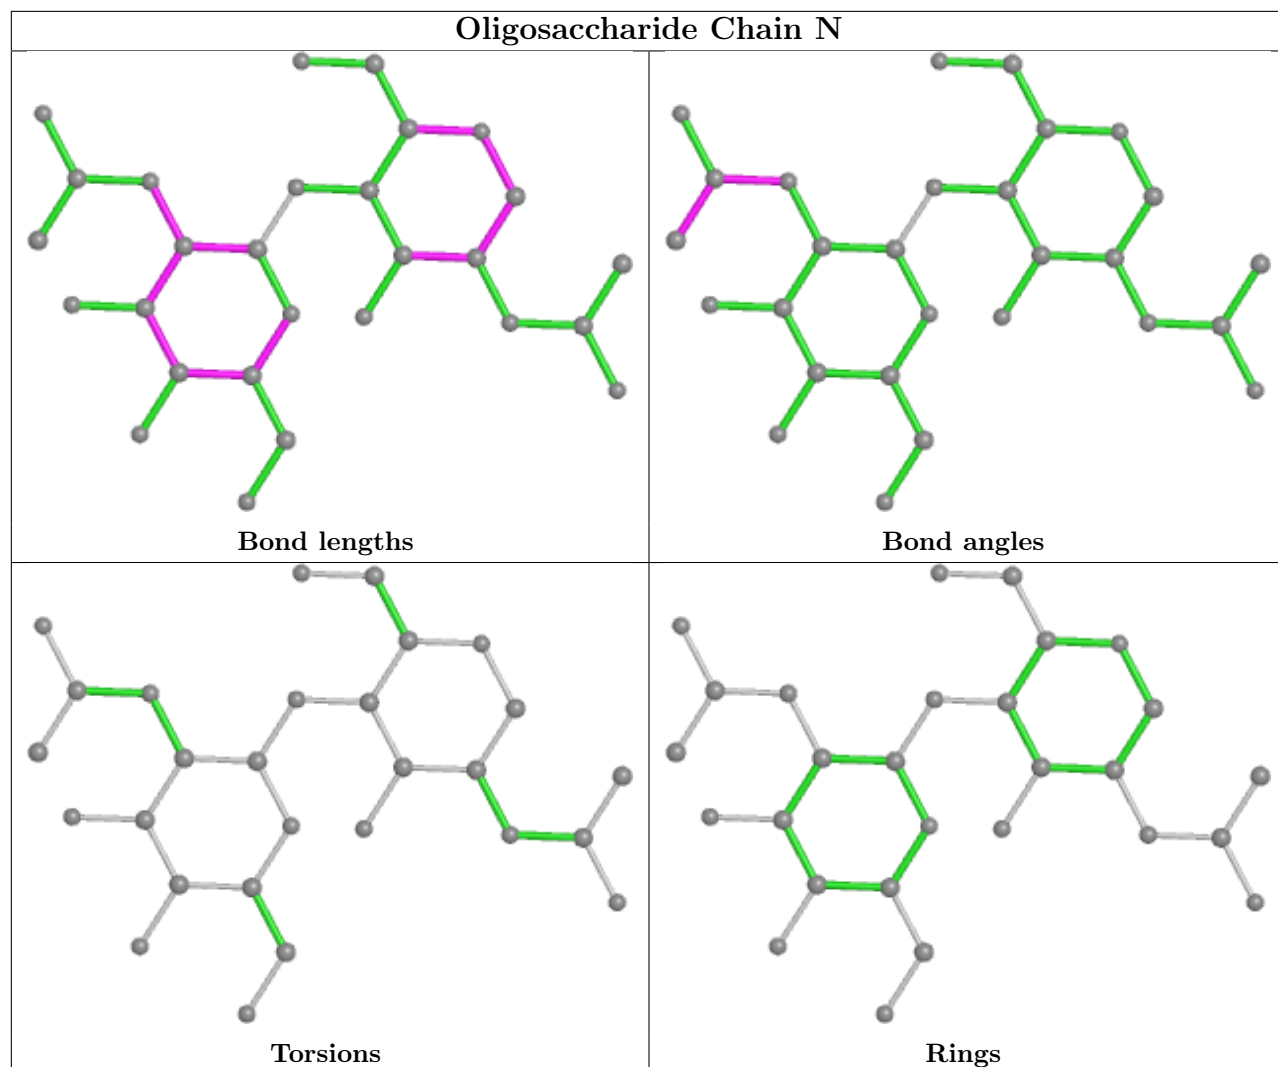 Oligosaccharide Chain N
Bond lengths
Bond angles
Torsions
Rings